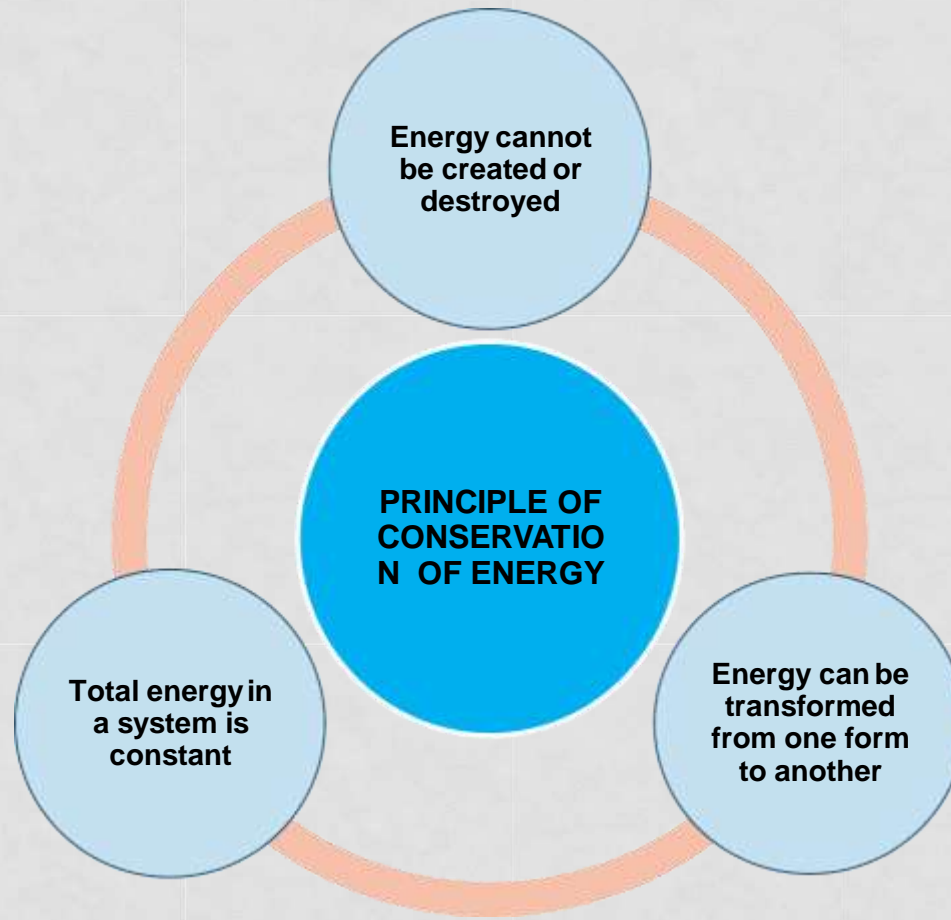 Energy cannot
be created or
destroyed
PRINCIPLE OF
CONSERVATIO
N OF ENERGY
Energy can be
transformed
from one form
to another
Total energy in
a system is
constant